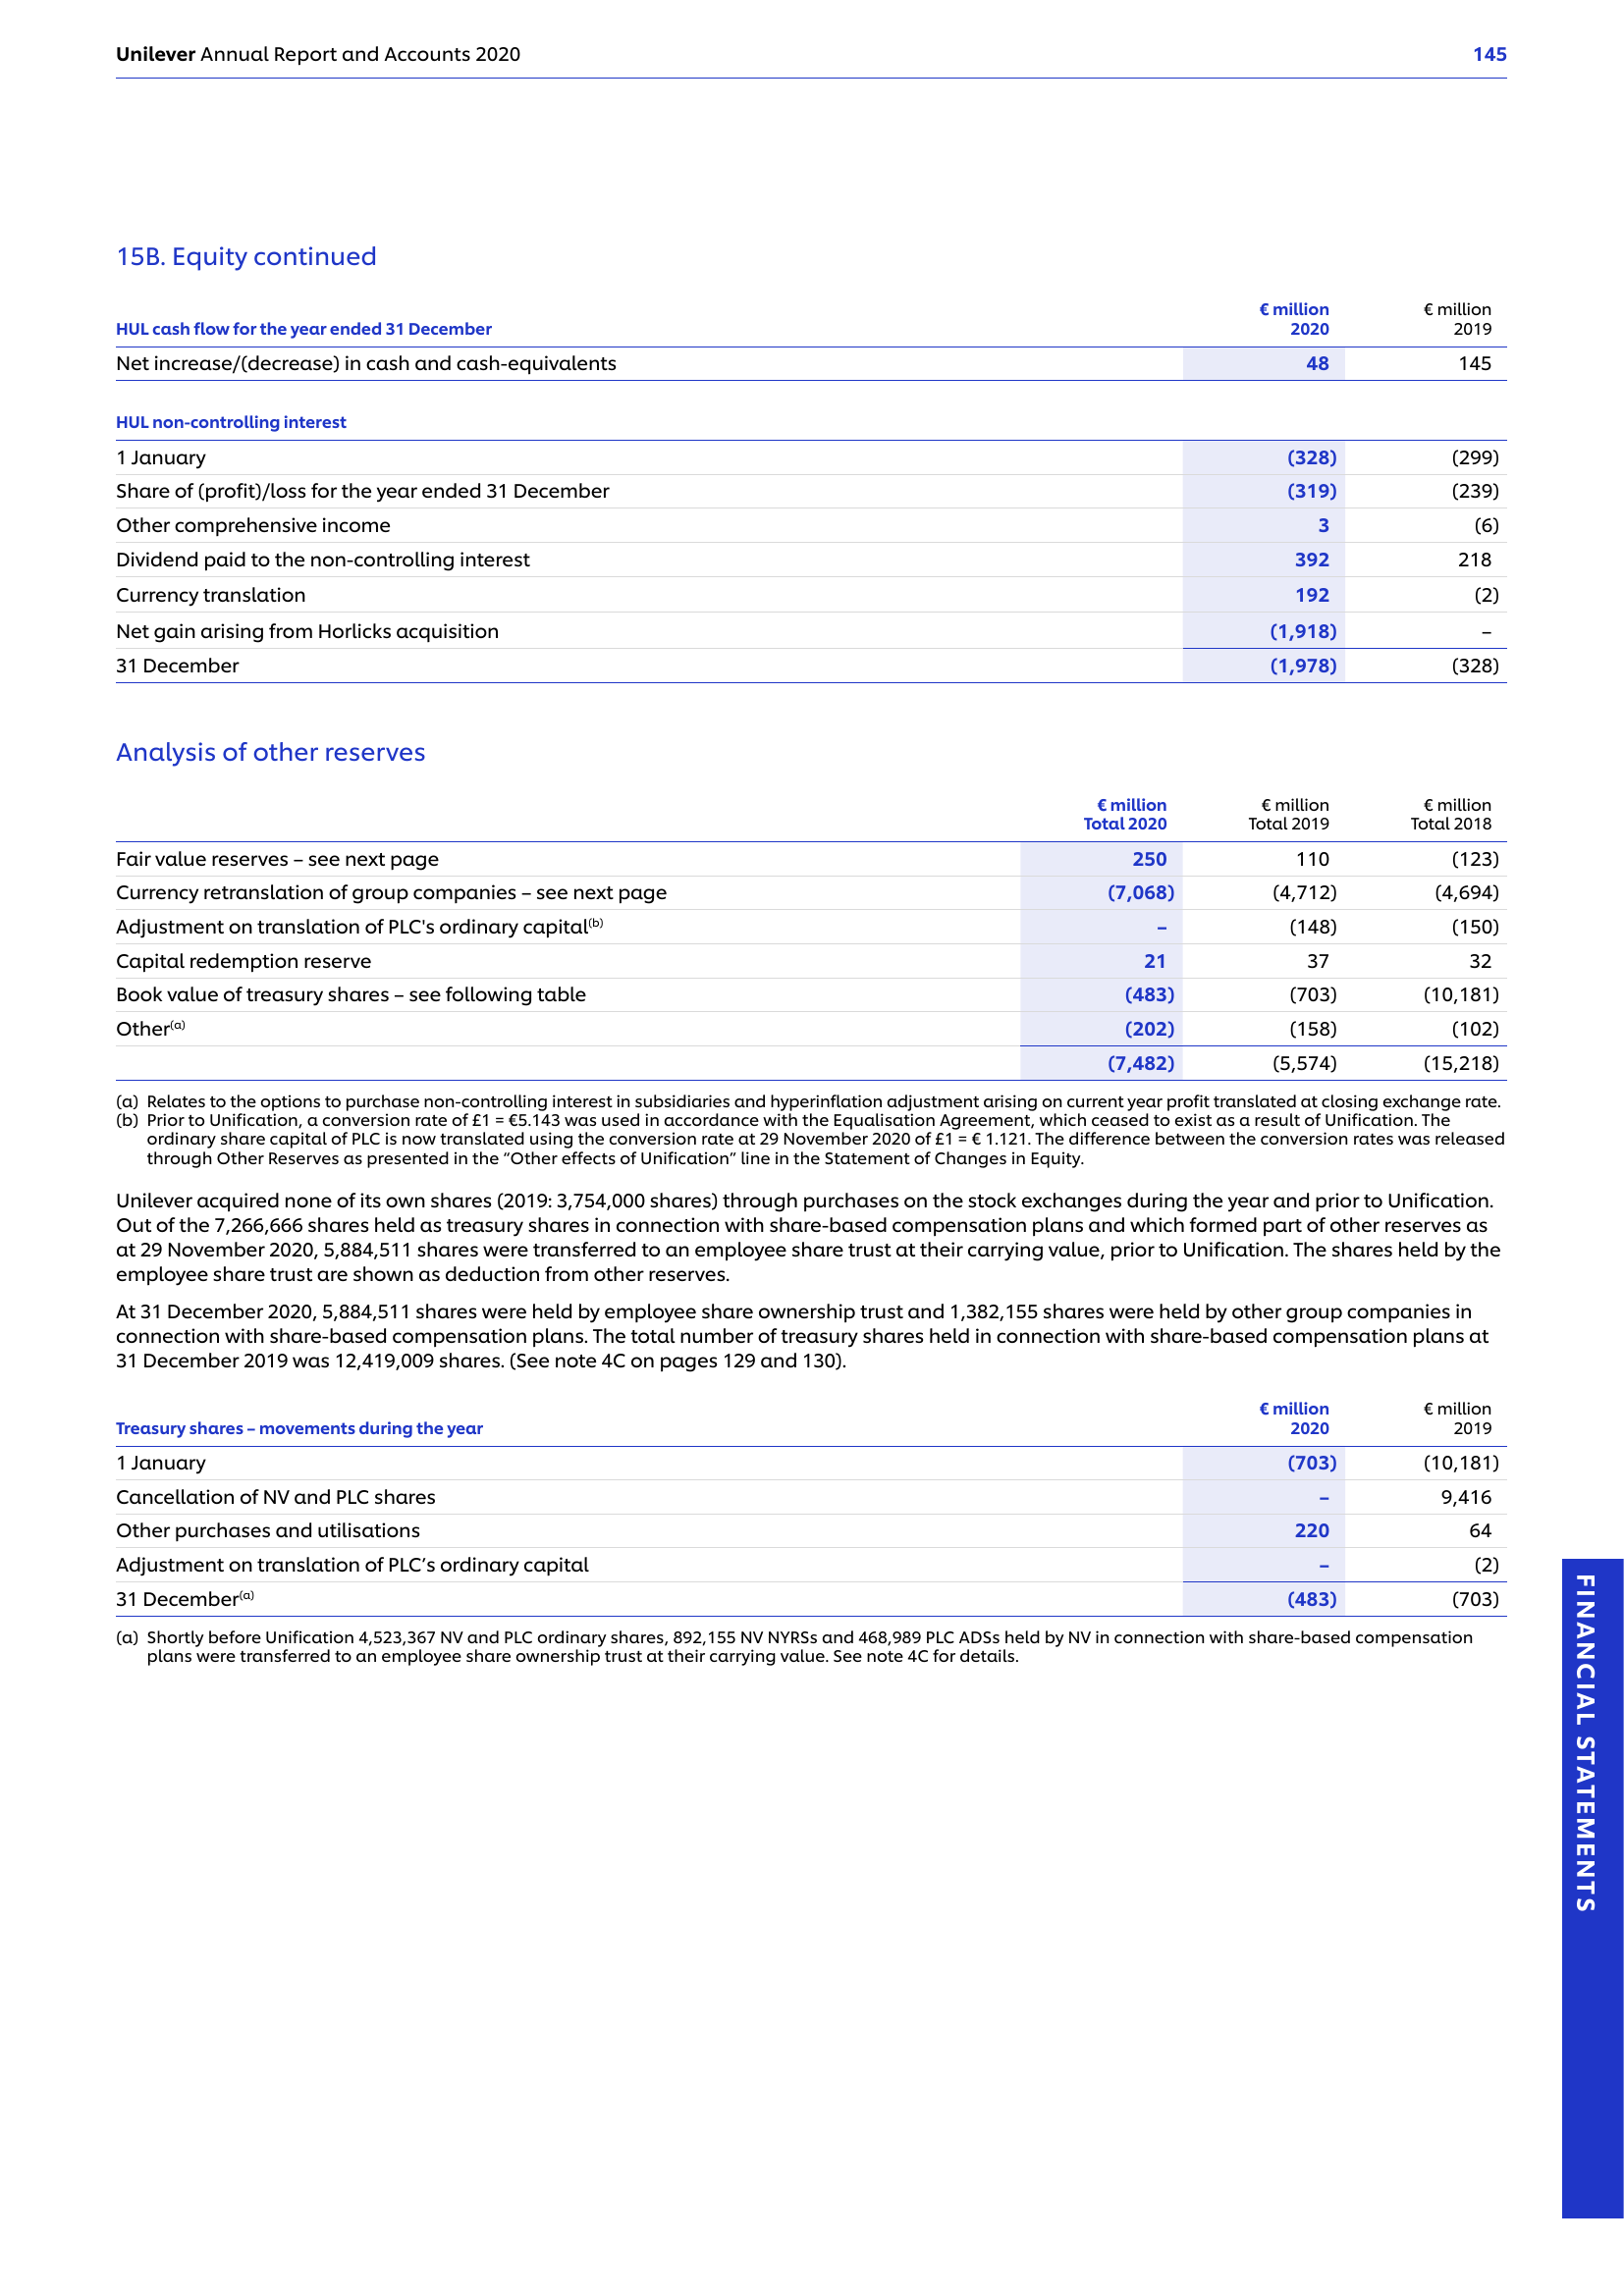 Unilever Annual Report and Accounts 2020 145
15B. Equity continued
HUL cash flow for the year ended 31 December € million 2020 € million 2019
Net increase/(decrease) in cash and cash-equivalents 48 145
HUL non-controlling interest
1 January (328) (299)
Share of (profit)/loss for the year ended 31 December (319) (239)
Other comprehensive income 3 (6)
Dividend paid to the non-controlling interest 392 218
Currency translation 192 (2)
Net gain arising from Horlicks acquisition (1,918) –
31 December (1,978) (328)
Analysis of other reserves
€ million Total 2020 € million Total 2019 € million Total 2018
Fair value reserves – see next page 250 110 (123)
Currency retranslation of group companies – see next page (7,068) (4,712) (4,694)
Adjustment on translation of PLC's ordinary capital(b) – (148) (150)
Capital redemption reserve 21 37 32
Book value of treasury shares – see following table (483) (703) (10,181)
Other(a) (202) (158) (102)
(7,482) (5,574) (15,218)
(a) Relates to the options to purchase non-controlling interest in subsidiaries and hyperinflation adjustment arising on current year profit translated at closing exchange rate.
(b) Prior to Unification, a conversion rate of £1 = €5.143 was used in accordance with the Equalisation Agreement, which ceased to exist as a result of Unification. The
ordinary share capital of PLC is now translated using the conversion rate at 29 November 2020 of £1 = € 1.121. The difference between the conversion rates was released
through Other Reserves as presented in the “Other effects of Unification” line in the Statement of Changes in Equity.
Unilever acquired none of its own shares (2019: 3,754,000 shares) through purchases on the stock exchanges during the year and prior to Unification.
Out of the 7,266,666 shares held as treasury shares in connection with share-based compensation plans and which formed part of other reserves as
at 29 November 2020, 5,884,511 shares were transferred to an employee share trust at their carrying value, prior to Unification. The shares held by the
employee share trust are shown as deduction from other reserves.
At 31 December 2020, 5,884,511 shares were held by employee share ownership trust and 1,382,155 shares were held by other group companies in
connection with share-based compensation plans. The total number of treasury shares held in connection with share-based compensation plans at
31 December 2019 was 12,419,009 shares. (See note 4C on pages 129 and 130).
Treasury shares – movements during the year € million 2020 € million 2019
1 January (703) (10,181)
Cancellation of NV and PLC shares – 9,416
Other purchases and utilisations 220 64
Adjustment on translation of PLC’s ordinary capital – (2)
31 December(a) (483) (703)
(a) Shortly before Unification 4,523,367 NV and PLC ordinary shares, 892,155 NV NYRSs and 468,989 PLC ADSs held by NV in connection with share-based compensation
plans were transferred to an employee share ownership trust at their carrying value. See note 4C for details.
FINANCIAL STATEMENTS